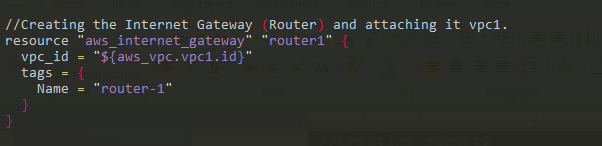 //Creating the Internet Gateway (Router) and attaching it vpc1.
resource "aws_internet_gateway" "router1" {
  vpc_id = "${aws_vpc.vpc1.id}"
  tags = {
    Name = "router-1"
  }
}